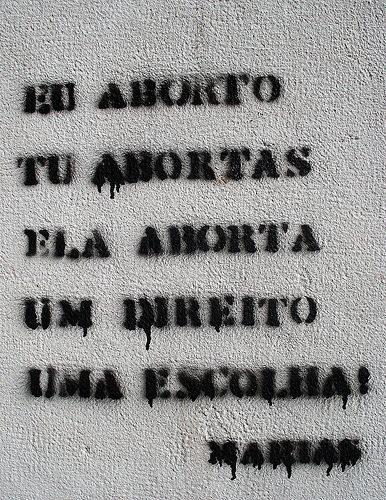 EU ABORTO
TU ABORTAS
ELA ABORTA
UM DIREITO
UMA ESCOLHA!
MARIAS